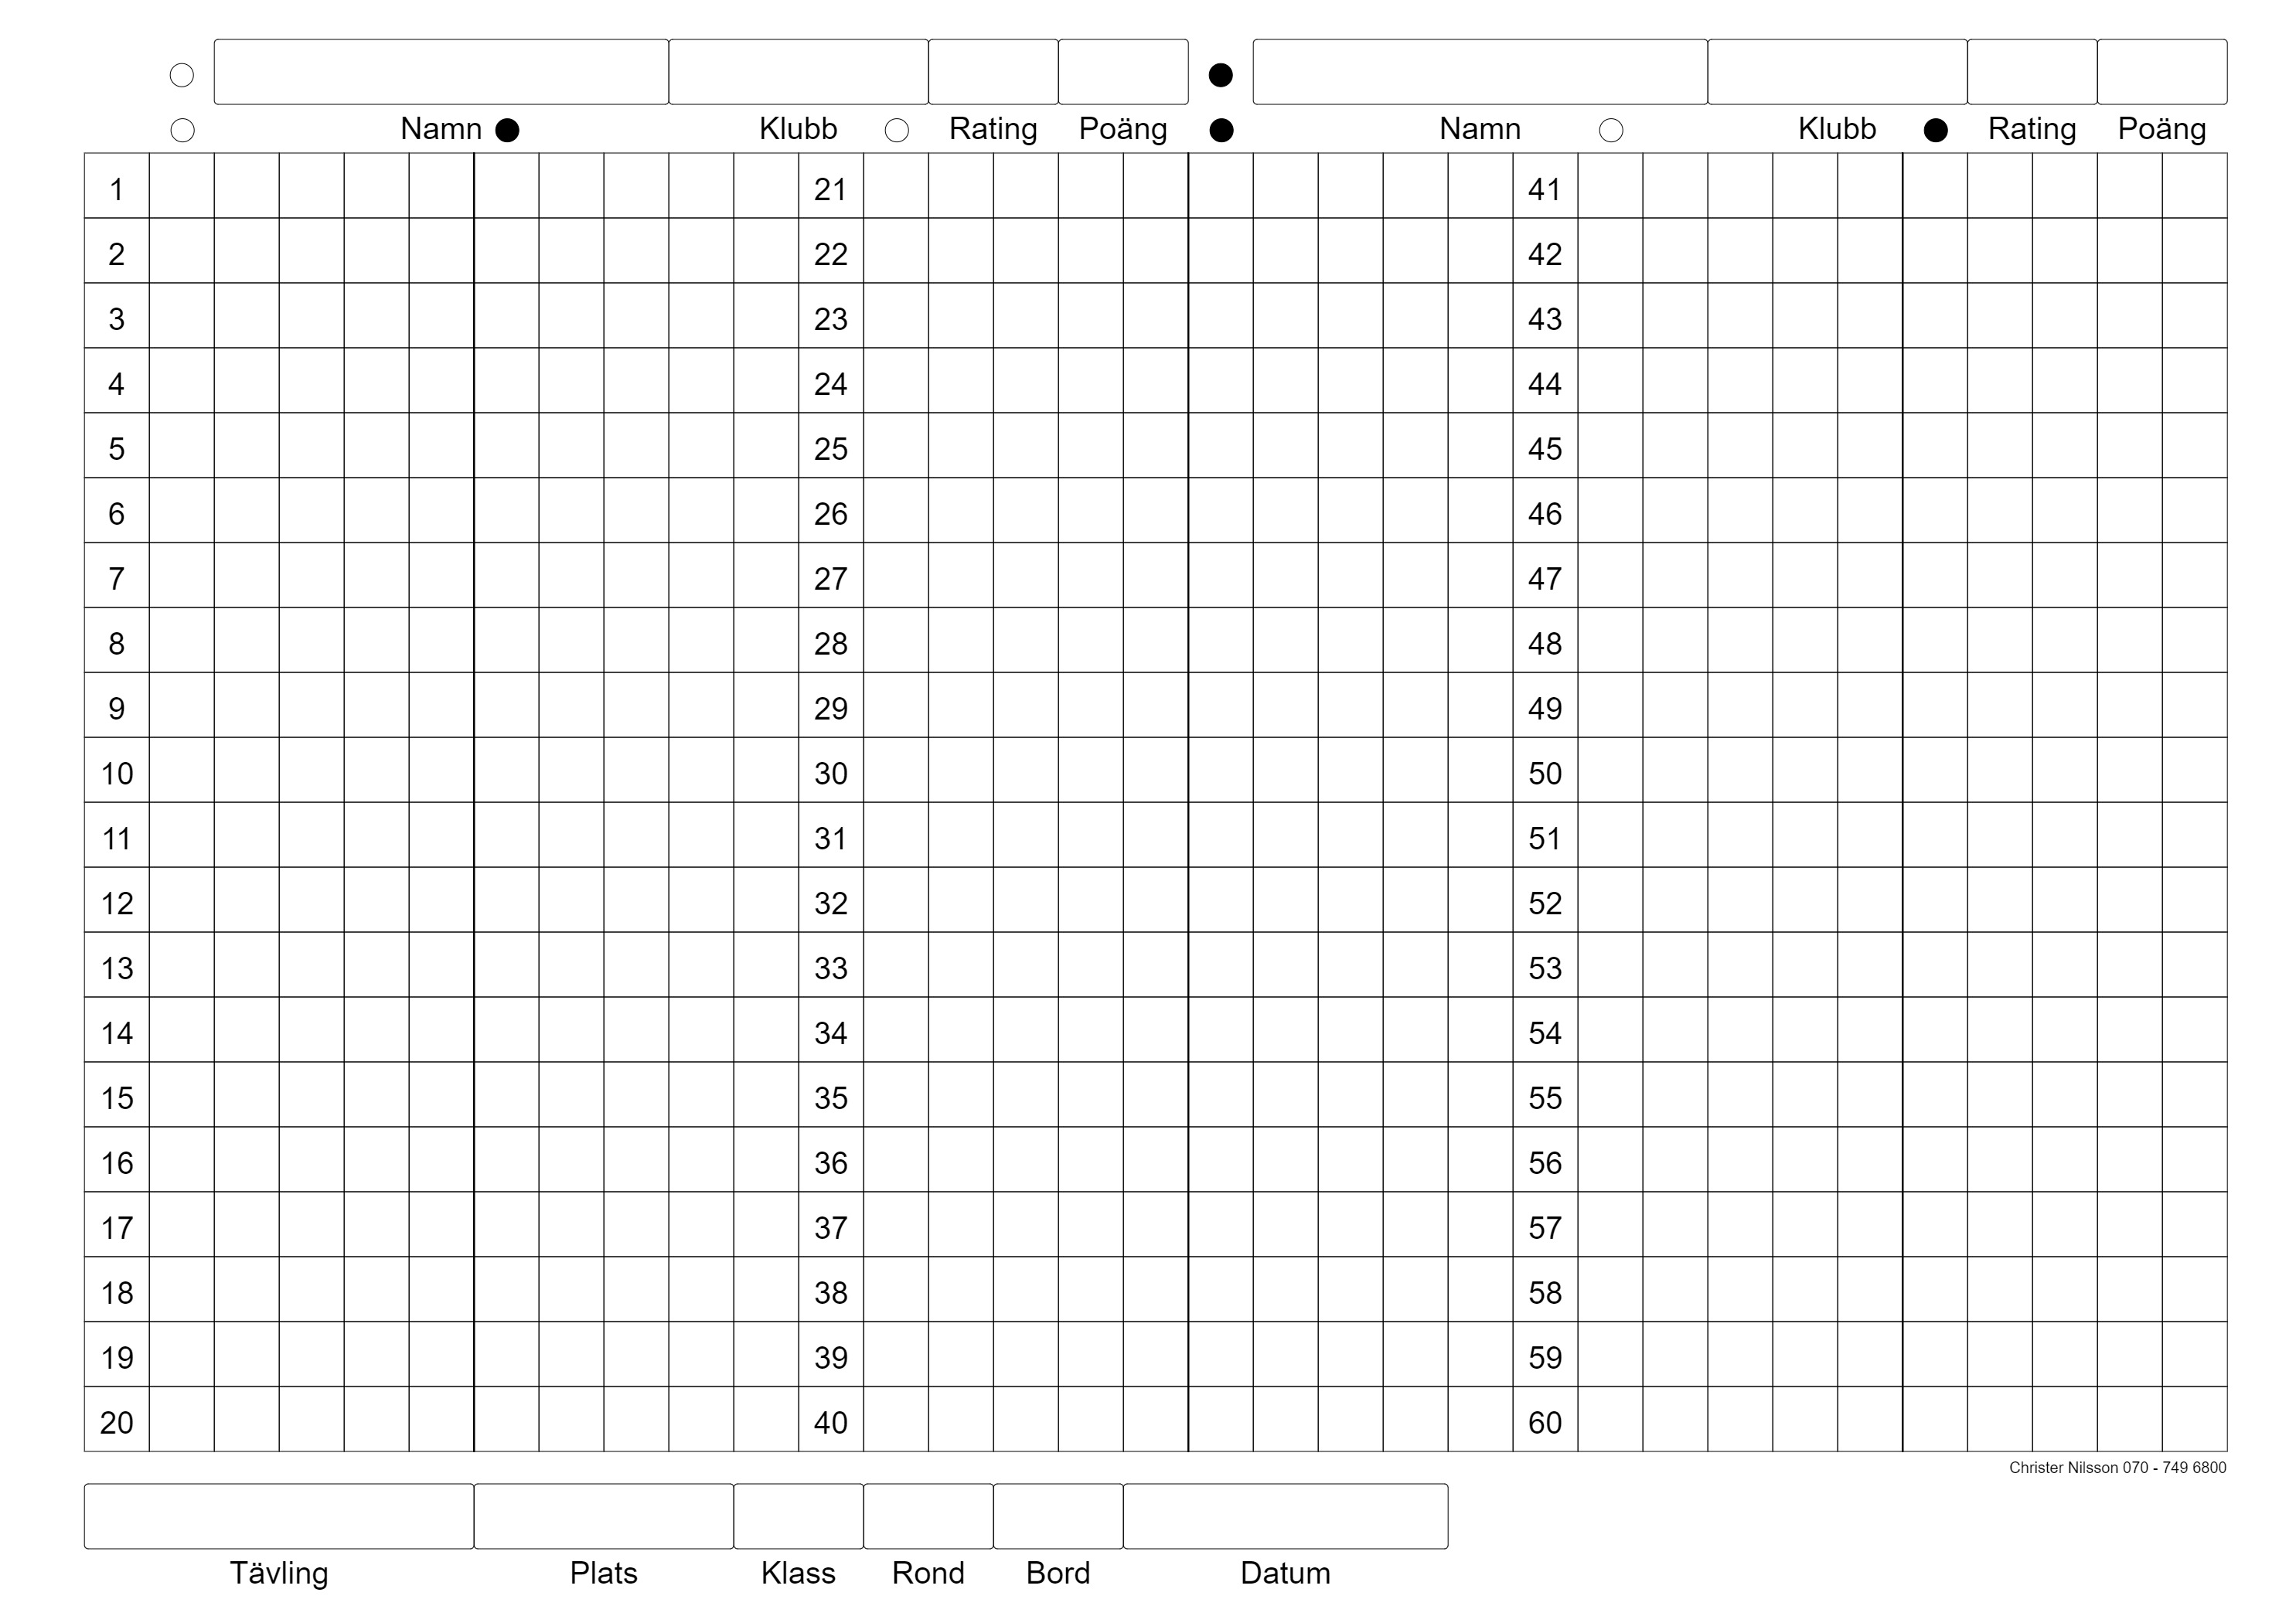 Namn Klubb Rating Poäng Namn Klubb Rating Poäng
1 21 41
2 22 42
3 23 43
4 24 44
5 25 45
6 26 46
7 27 47
8 28 48
9 29 49
10 30 50
11 31 51
12 32 52
13 33 53
14 34 54
15 35 55
16 36 56
17 37 57
18 38 58
19 39 59
20 40 60
Christer Nilsson 070 - 749 6800
Tävling Plats Klass Rond Bord Datum